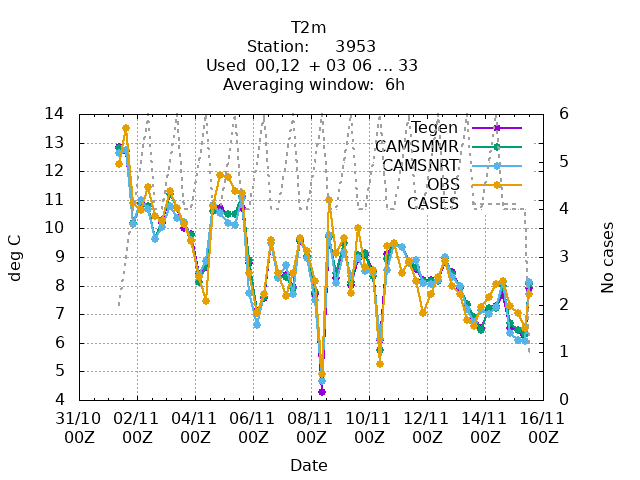 T2m
Station: 3953
Used 00,12 + 03 06 ... 33
Averaging window: 6h
14
13
12
11
10
9
8
7
6
5
4
deg C
6
5
4
3
2
1
0
No cases
Tegen
CAMSMMR
CAMSNRT
OBS
CASES
31/10 02/11 04/11 06/11 08/11 10/11 12/11 14/11 16/11
00Z 00Z 00Z 00Z 00Z 00Z 00Z 00Z 00Z
Date